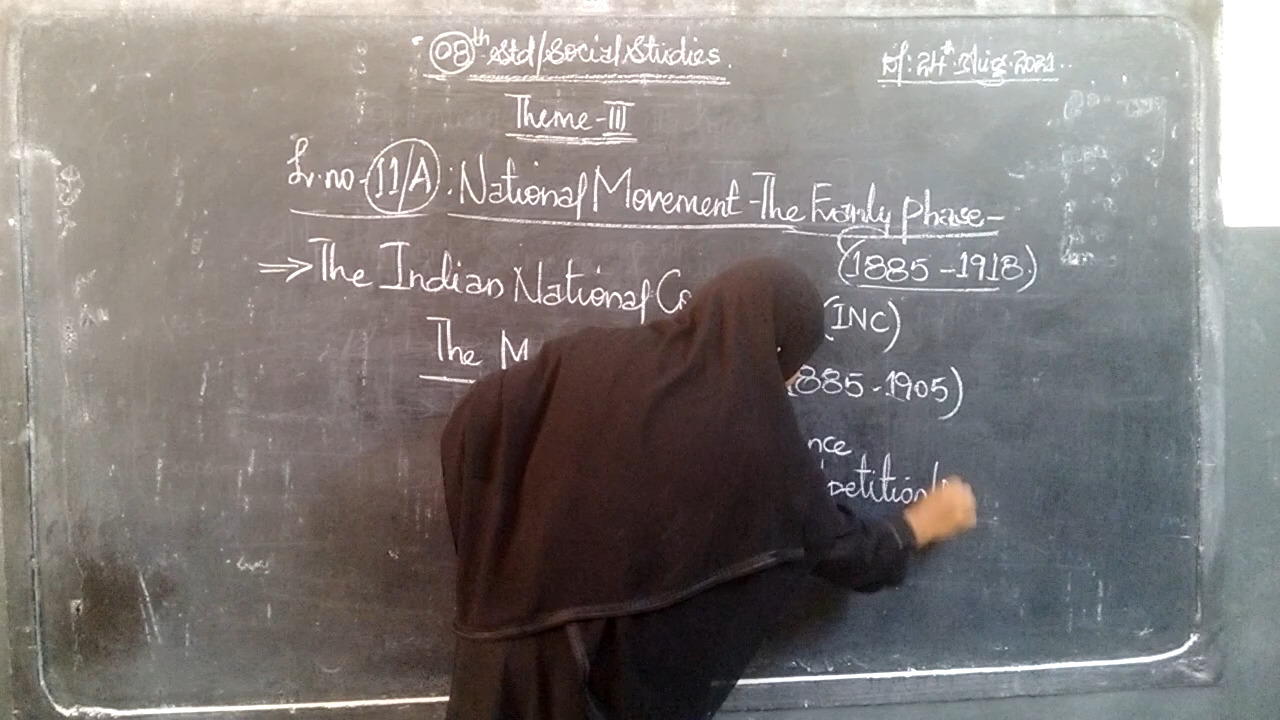 08th Std/Social Studies.
Dt: 24th Aug. 2021..
Theme-III
Lr.no-11/A: National Movement-The Early phase-
(1885-1918.)
⇒The Indian National Co
(INC)
The M
1885-1905)
nce
petition